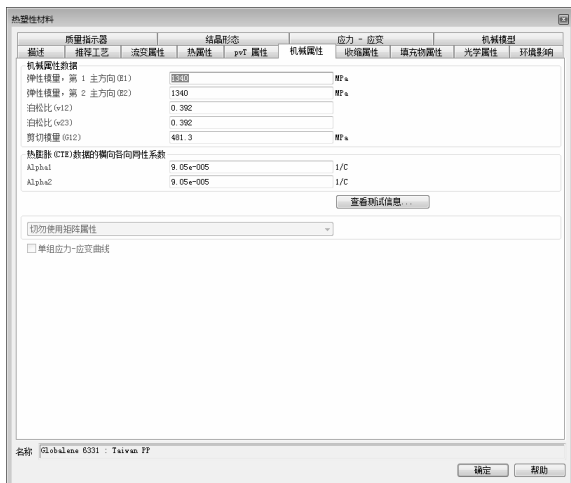 热塑性材料
质量指示器 结晶形态 应力 - 应变 机械模型
描述 推荐工艺 流变属性 热属性 pvT 属性 机械属性 收缩属性 填充物属性 光学属性 环境影响
机械属性数据
弹性模量，第 1 主方向(E1) 1340 MPa
弹性模量，第 2 主方向(E2) 1340 MPa
泊松比(v12) 0.392
泊松比(v23) 0.392
剪切模量(G12) 481.3 MPa
热膨胀(CTE)数据的横向各向同性系数
Alpha1 9.05e-005 1/C
Alpha2 9.05e-005 1/C
查看测试信息...
切勿使用矩阵属性
单组应力-应变曲线
名称 Globalene 6331 : Taiwan PP
确定 帮助